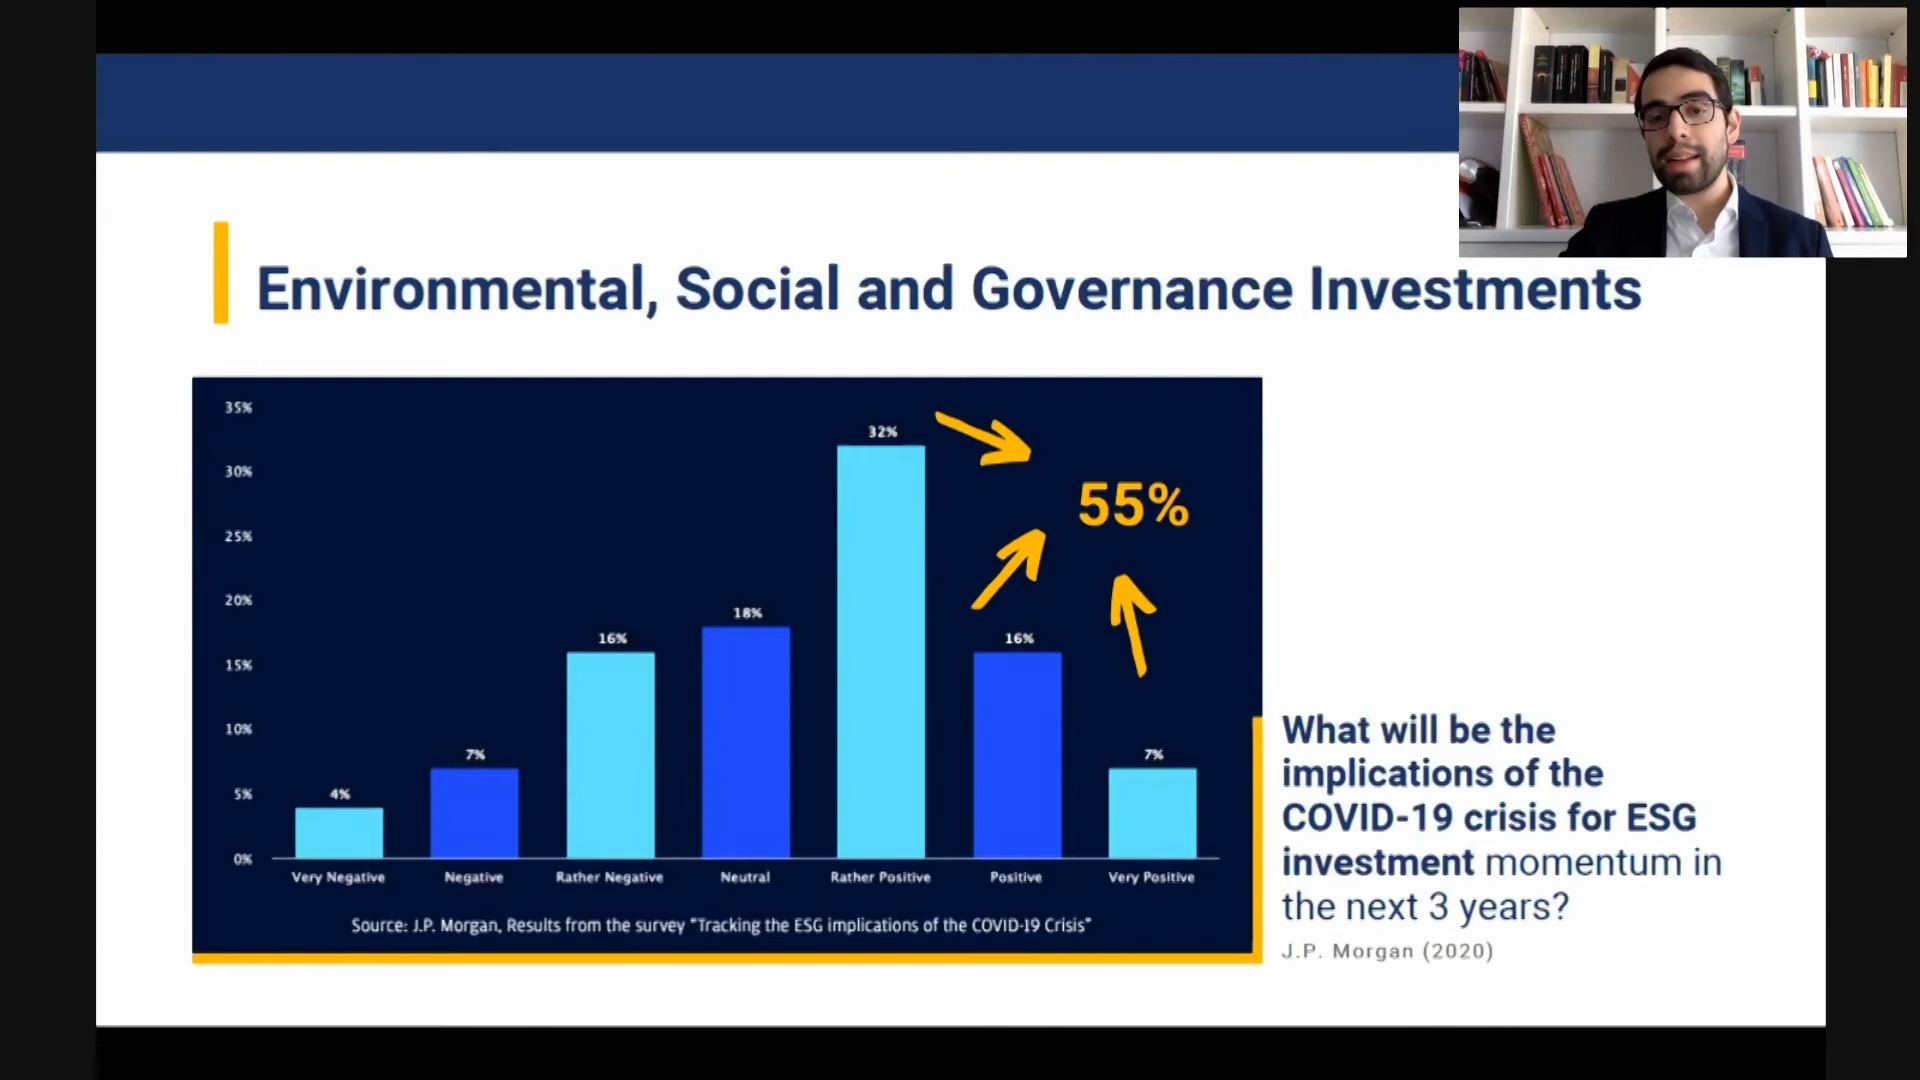 Environmental, Social and Governance Investments
35%
30%
25%
20%
15%
10%
5%
0%
4%
7%
16%
18%
32%
16%
7%
55%
Very Negative
Negative
Rather Negative
Neutral
Rather Positive
Positive
Very Positive
Source: J.P. Morgan, Results from the survey "Tracking the ESG implications of the COVID-19 Crisis"
What will be the
implications of the
COVID-19 crisis for ESG
investment momentum in
the next 3 years?
J.P. Morgan (2020)